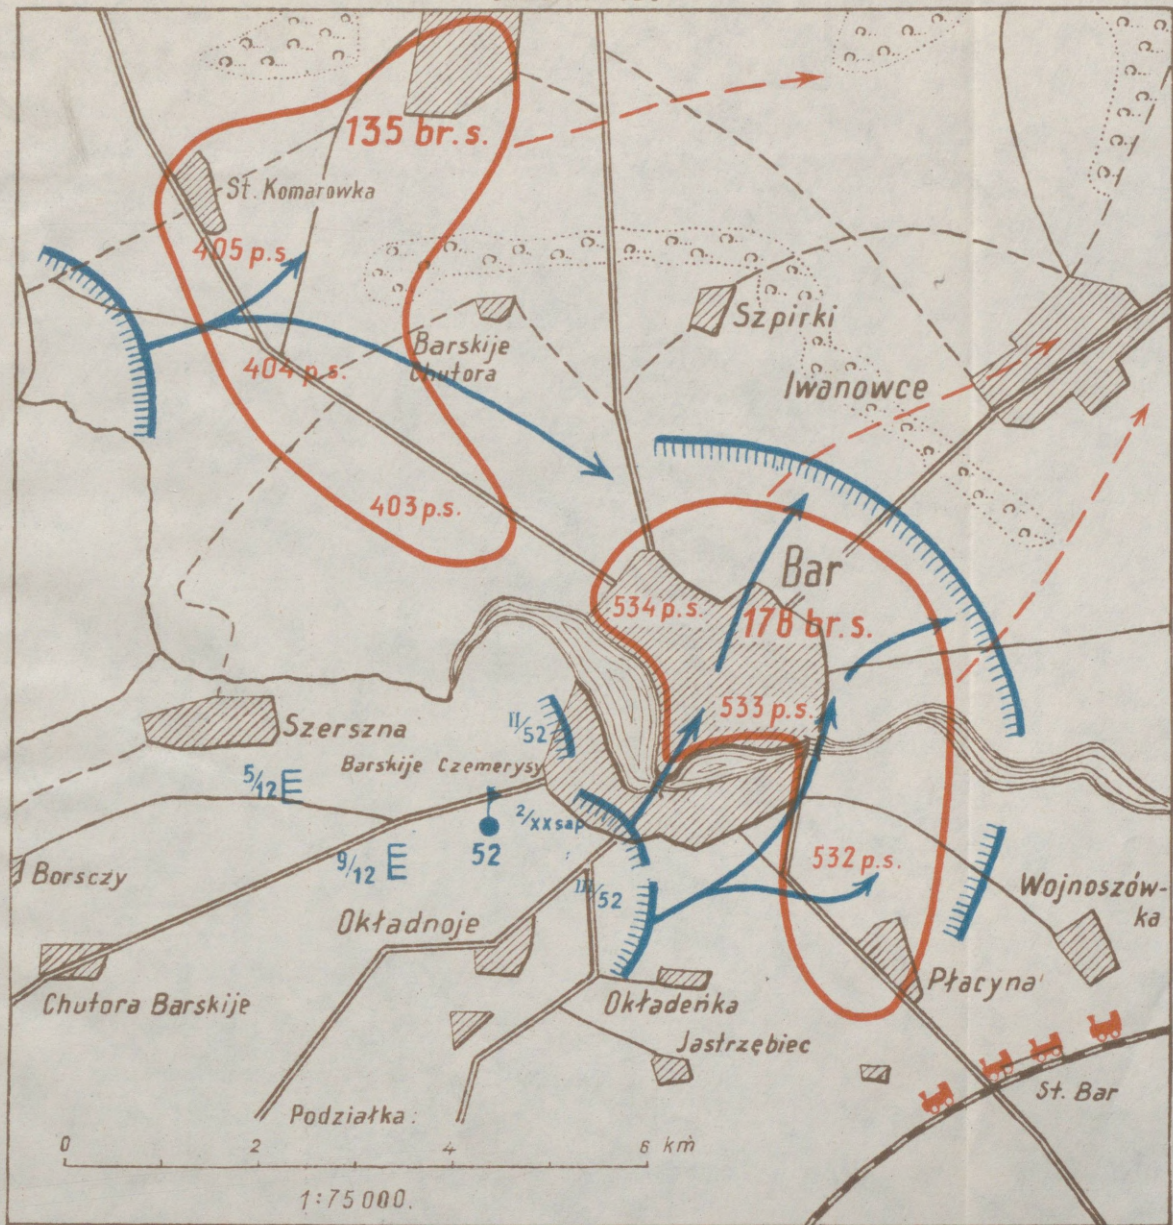 135 br. s.
St. Komarowka
405 p.s.
Szpirki
Barskije
Chutora
404 p.s.
Iwanowce
403 p.s.
Bar
534 p.s.
178 br. s.
533 p.s.
Szerszna
II/52
Barskije Czemerysy
5/12
2/XX sap
52
9/12
532 p.s.
Borsczy
III/52
Wojnoszów-
ka
Okładnoje
Płacyna
Chutora Barskije
Okładeńka
Jastrzębiec
St. Bar
Podziałka:
0 2 4 6 km
1:75000.